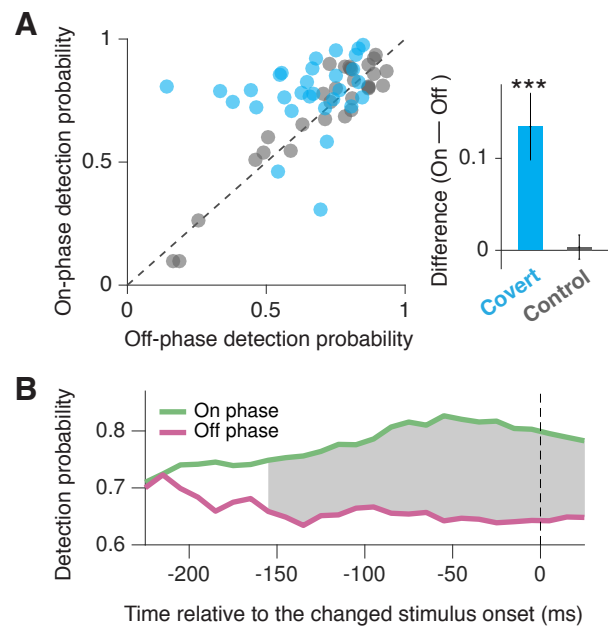 A
On-phase detection probability
1
0.5
0
0
0.5
1
Off-phase detection probability
Difference (On — Off )
0.1
0
***
Covert
Control
B
Detection probability
0.8
0.7
0.6
On phase
Off phase
-200
-150
-100
-50
0
Time relative to the changed stimulus onset (ms)